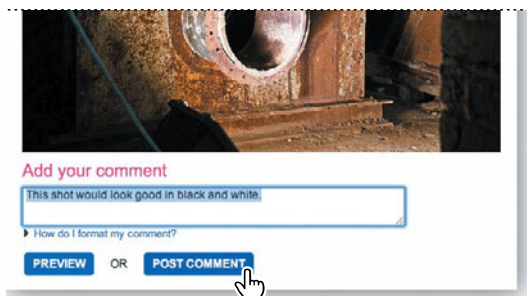 Add your comment
This shot would look good in black and white.
How do I format my comment?
PREVIEW OR POST COMMENT